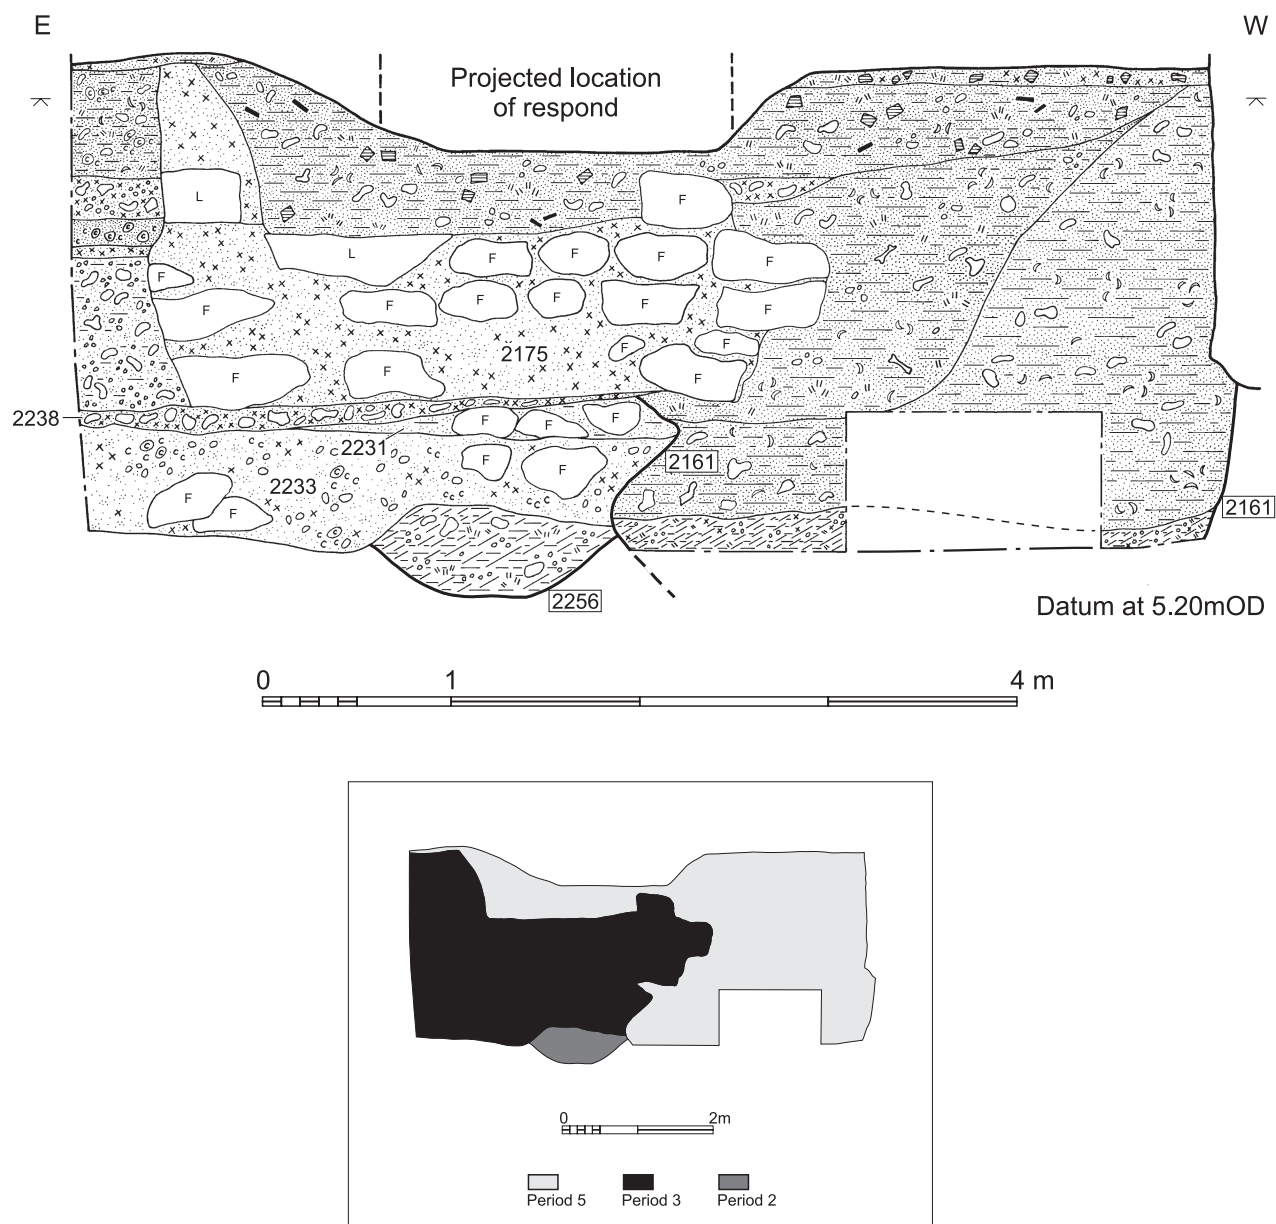 E
W
Projected location
of respond
L
F
L
F
F
F
F
F
F
F
F
F
F
F
2175
F
F
F
F
F
2238
F
F
F
2231
2161
F
F
2233
F
F
2161
2256
Datum at 5.20mOD
0 1 4 m
0 2m
Period 5 Period 3 Period 2